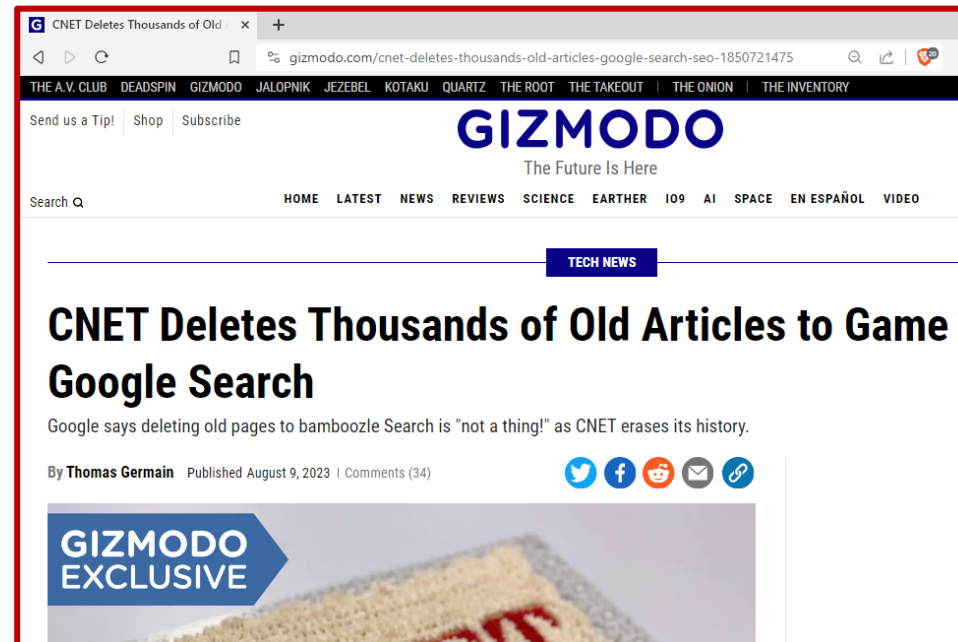 G CNET Deletes Thousands of Old A × +
gizmodo.com/cnet-deletes-thousands-old-articles-google-search-seo-1850721475 20
THE A.V. CLUB DEADSPIN GIZMODO JALOPNIK JEZEBEL KOTAKU QUARTZ THE ROOT THE TAKEOUT | THE ONION | THE INVENTORY
Send us a Tip! Shop Subscribe
GIZMODO
The Future Is Here
Search
HOME LATEST NEWS REVIEWS SCIENCE EARTHER IO9 AI SPACE EN ESPAÑOL VIDEO
TECH NEWS
CNET Deletes Thousands of Old Articles to Game
Google Search
Google says deleting old pages to bamboozle Search is "not a thing!" as CNET erases its history.
By Thomas Germain Published August 9, 2023 | Comments (34)
GIZMODO
EXCLUSIVE